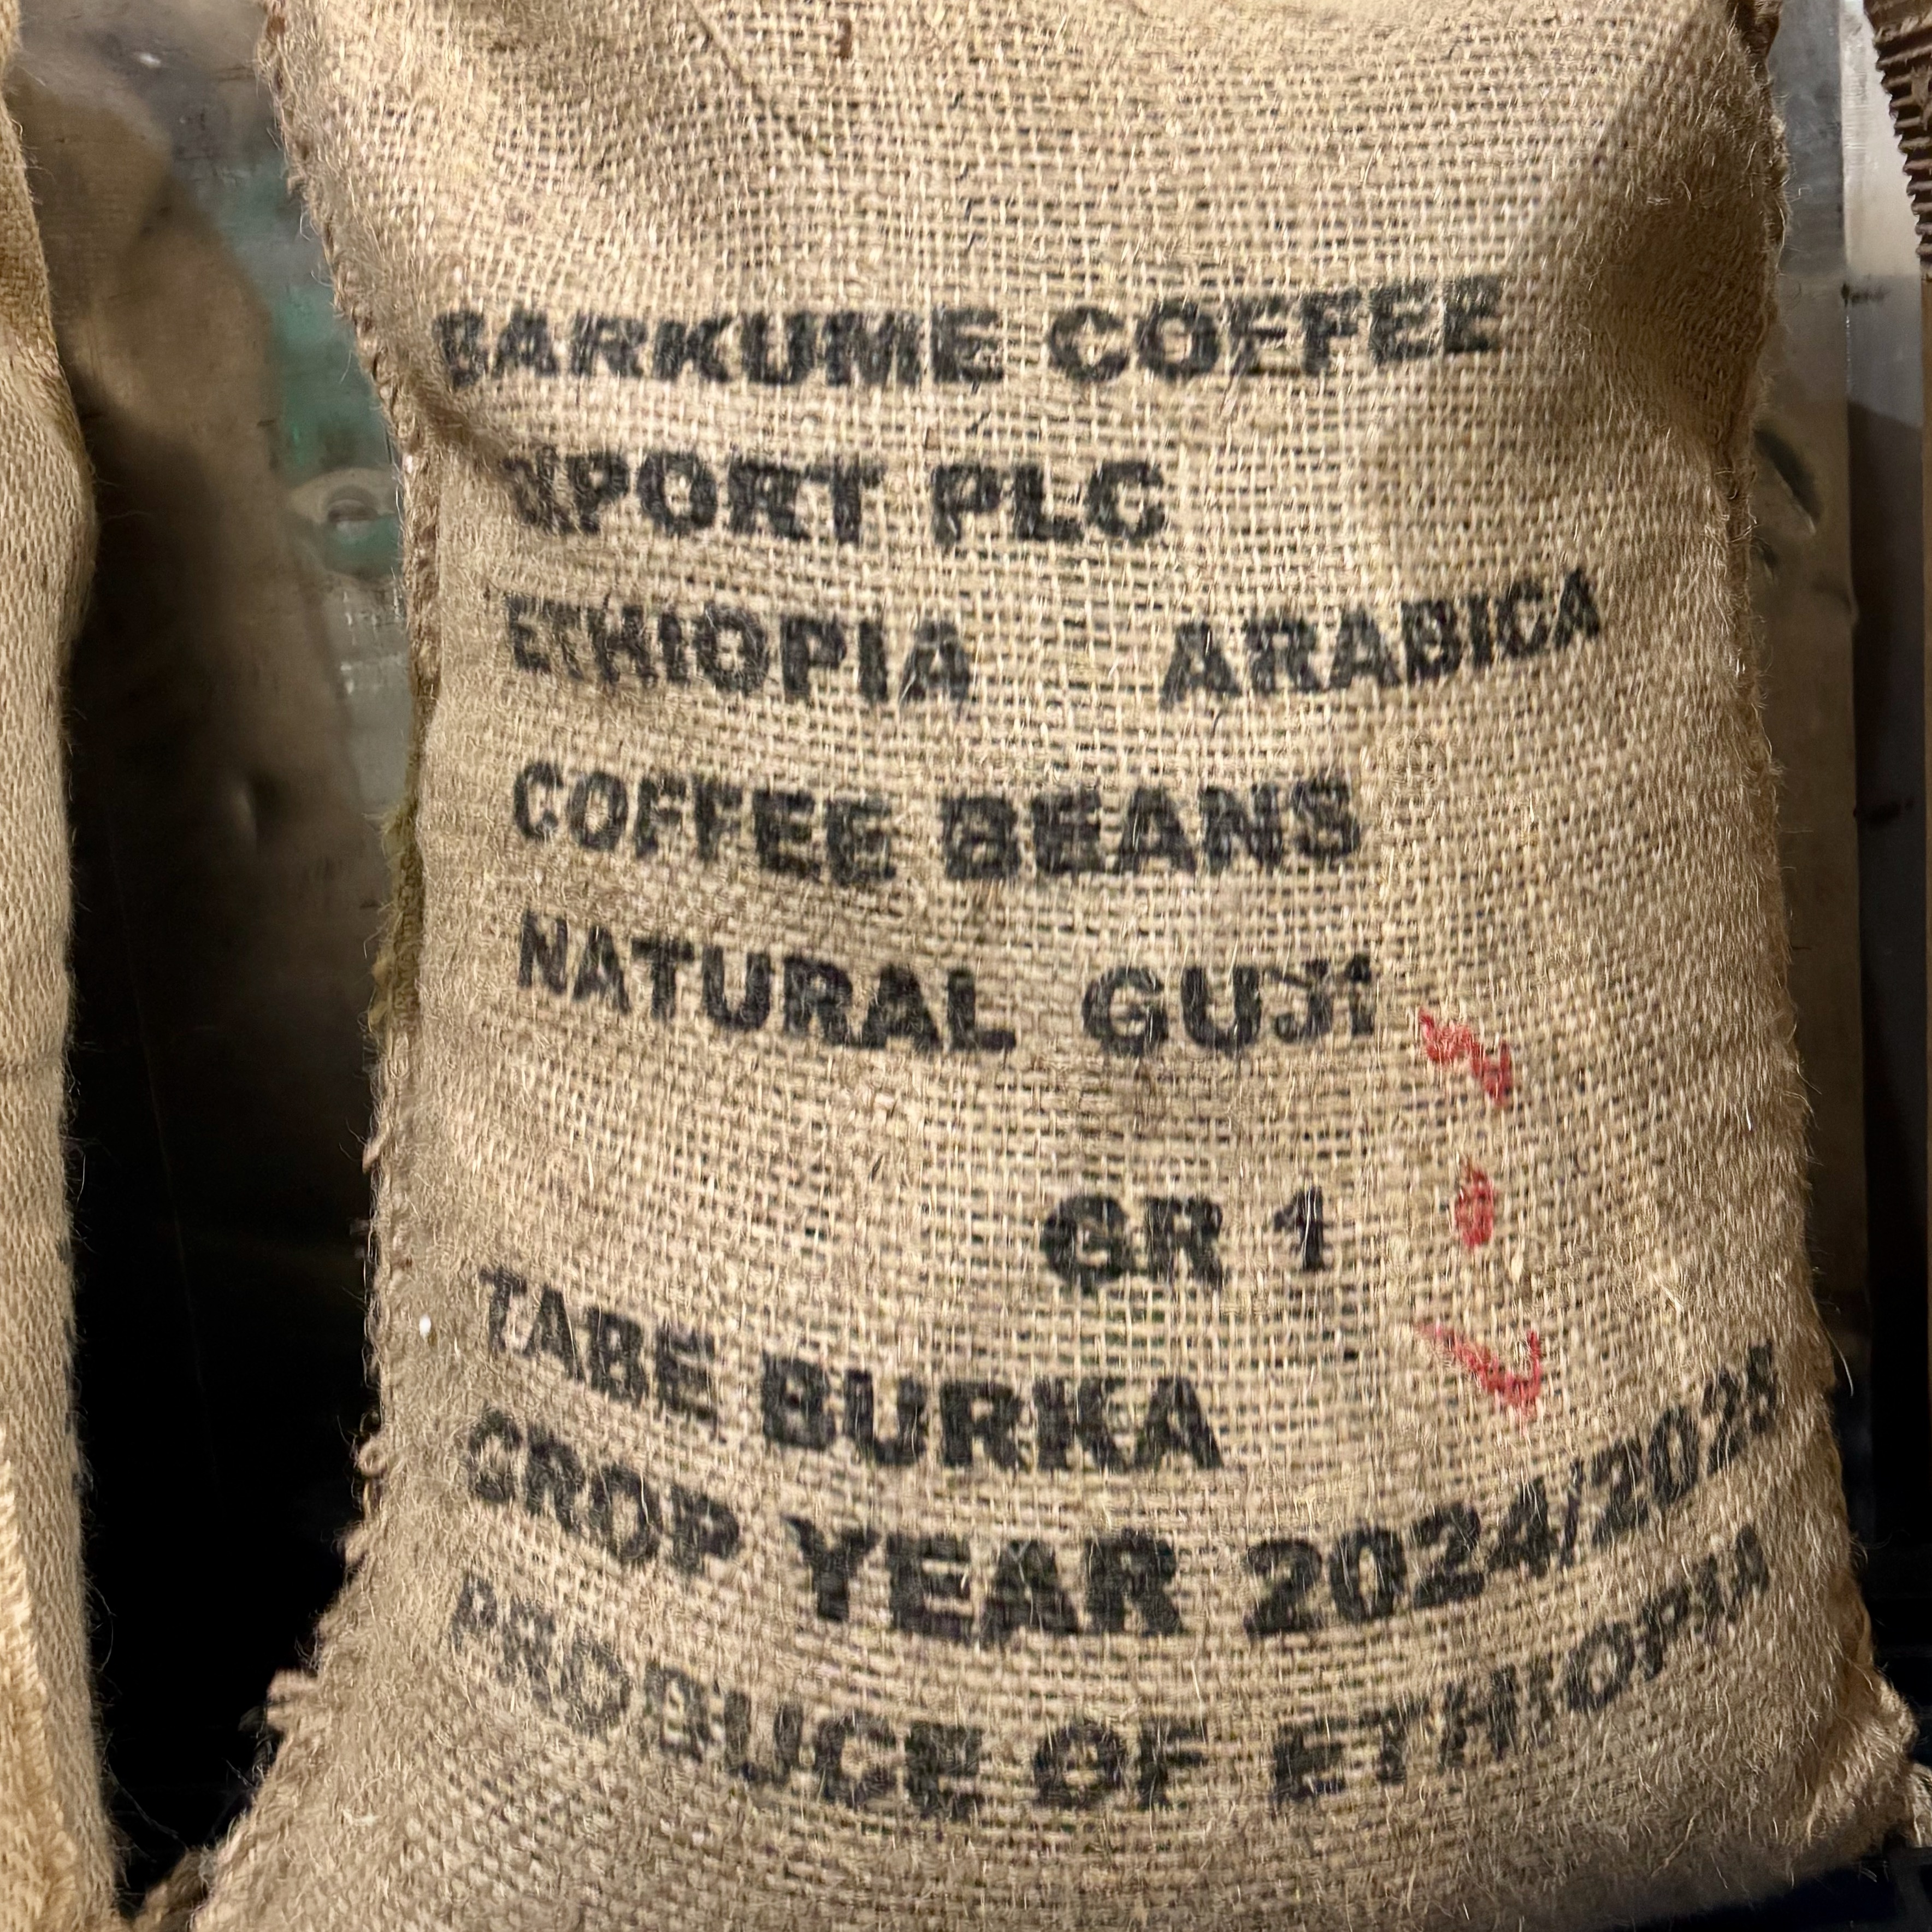 BARKUME COFFEE
XPORT PLC
ETHIOPIA ARABICA
COFFEE BEANS
NATURAL GUJI
GR 1
TABE BURKA
CROP YEAR 2024/2025
PRODUCE OF ETHIOPIA